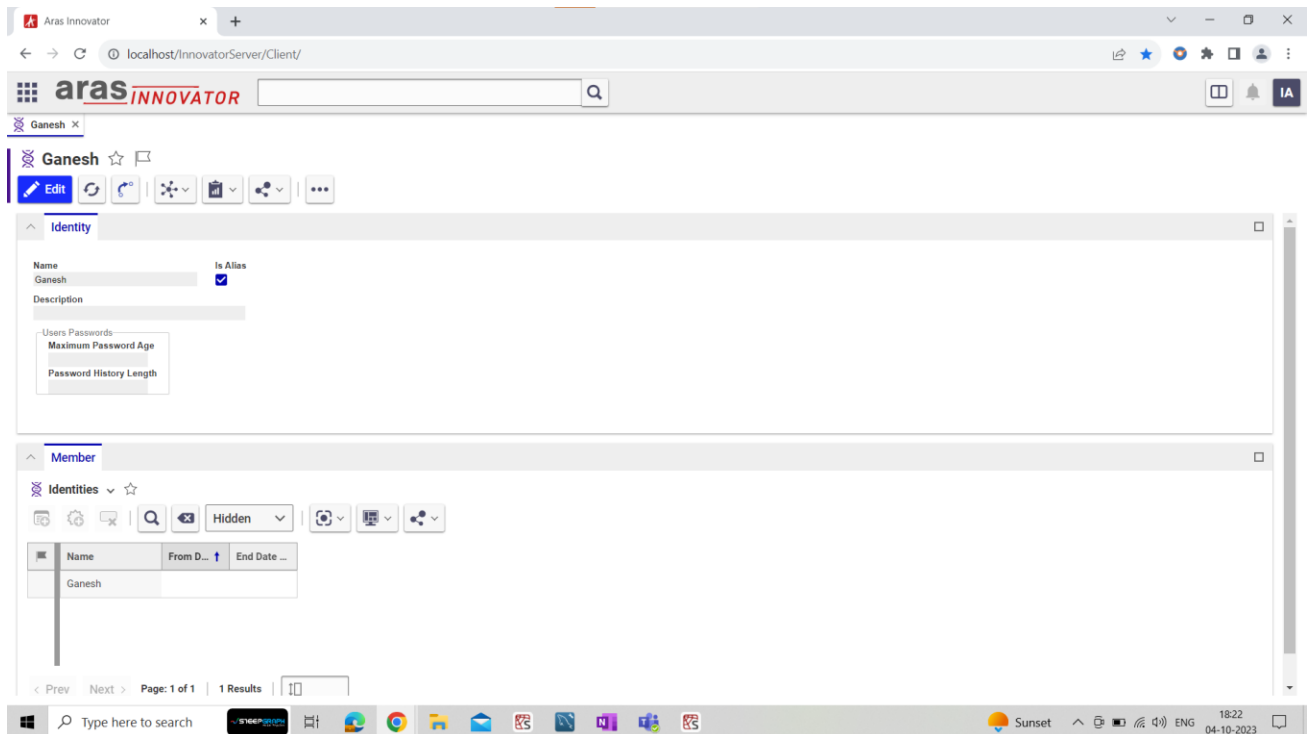 Aras Innovator
localhost/InnovatorServer/Client/
aras INNOVATOR
IA
Ganesh
Ganesh
Edit
Identity
Name Is Alias
Ganesh
Description
Users Passwords
Maximum Password Age
Password History Length
Member
Identities
Hidden
Name From D... End Date ...
Ganesh
< Prev Next > Page: 1 of 1 1 Results
Type here to search Sunset ENG 18:22
04-10-2023